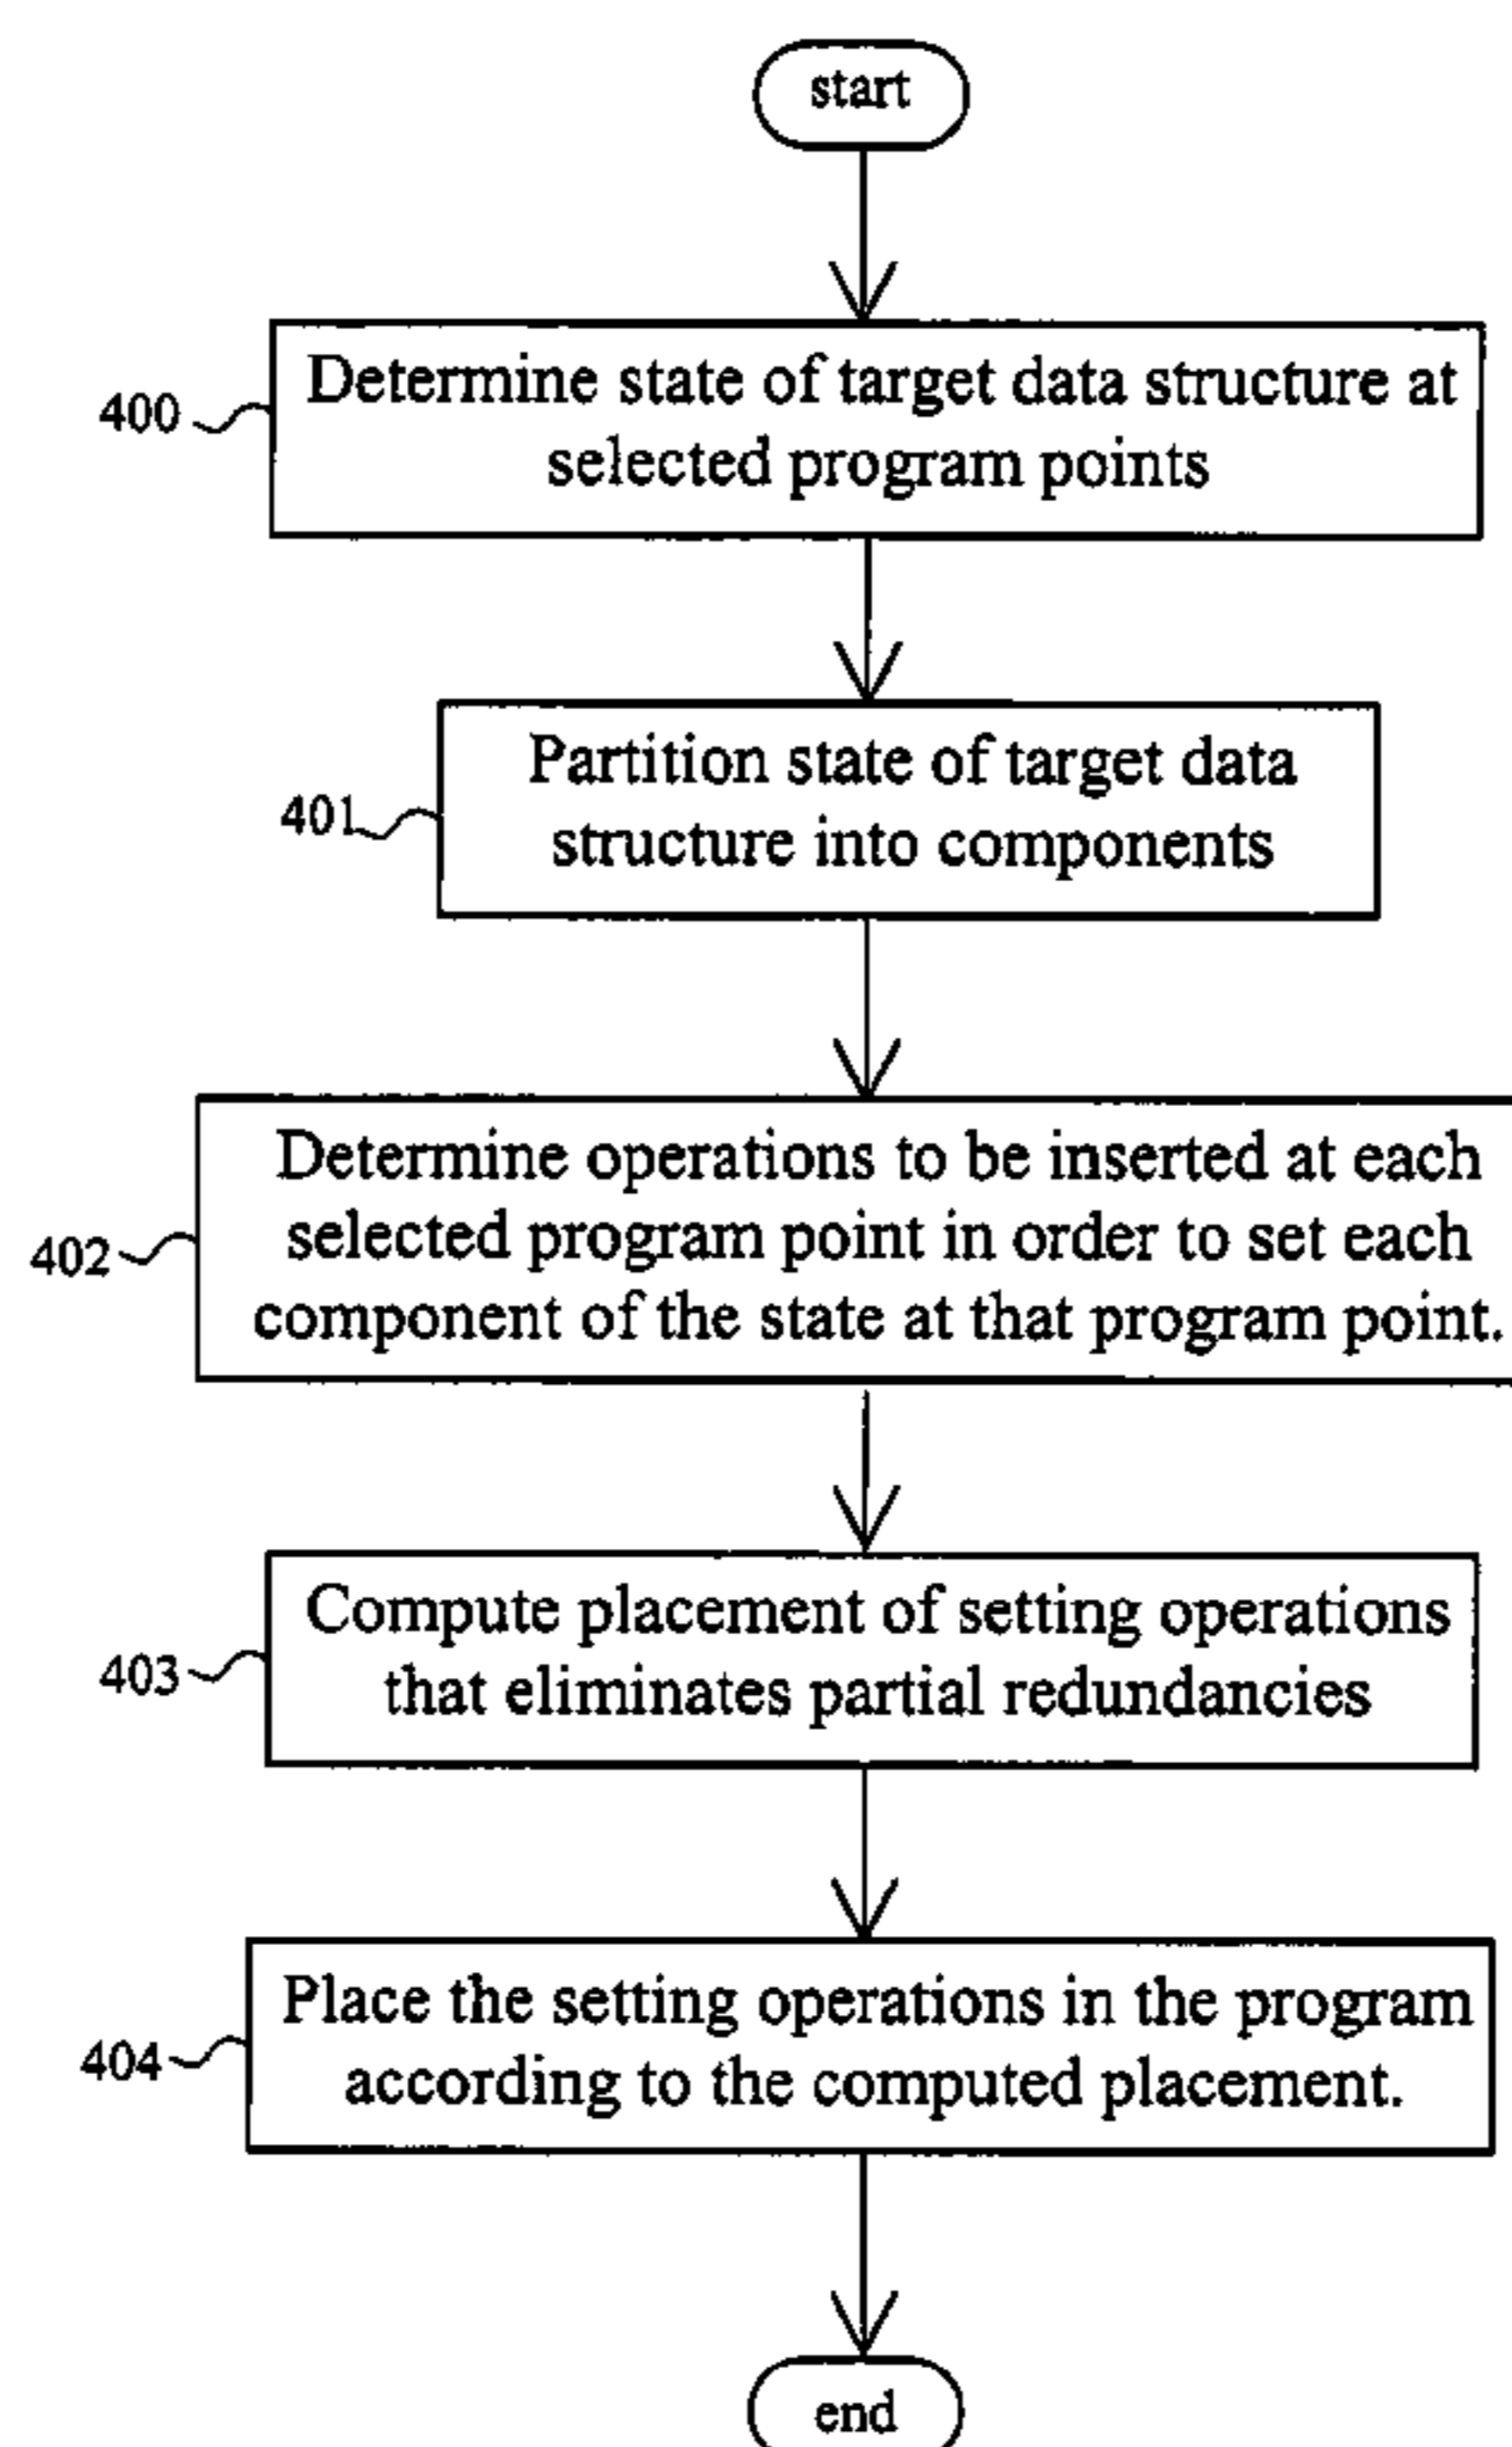 start
400
Determine state of target data structure at
selected program points
401
Partition state of target data
structure into components
402
Determine operations to be inserted at each
selected program point in order to set each
component of the state at that program point.
403
Compute placement of setting operations
that eliminates partial redundancies
404
Place the setting operations in the program
according to the computed placement.
end